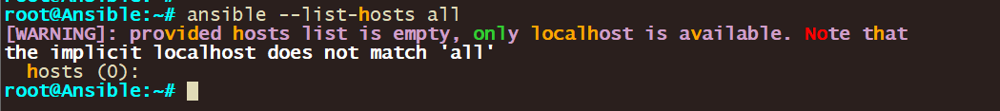 root@Ansible:~# ansible --list-hosts all
[WARNING]: provided hosts list is empty, only localhost is available. Note that
the implicit localhost does not match 'all'
hosts (0):
root@Ansible:~#